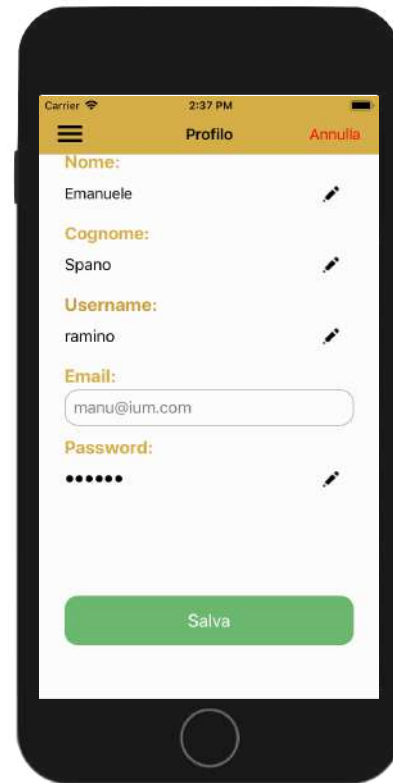 Carrier 2:37 PM
Profilo Annulla
Nome:
Emanuele
Cognome:
Spano
Username:
ramino
Email:
manu@ium.com
Password:
●●●●●●
Salva